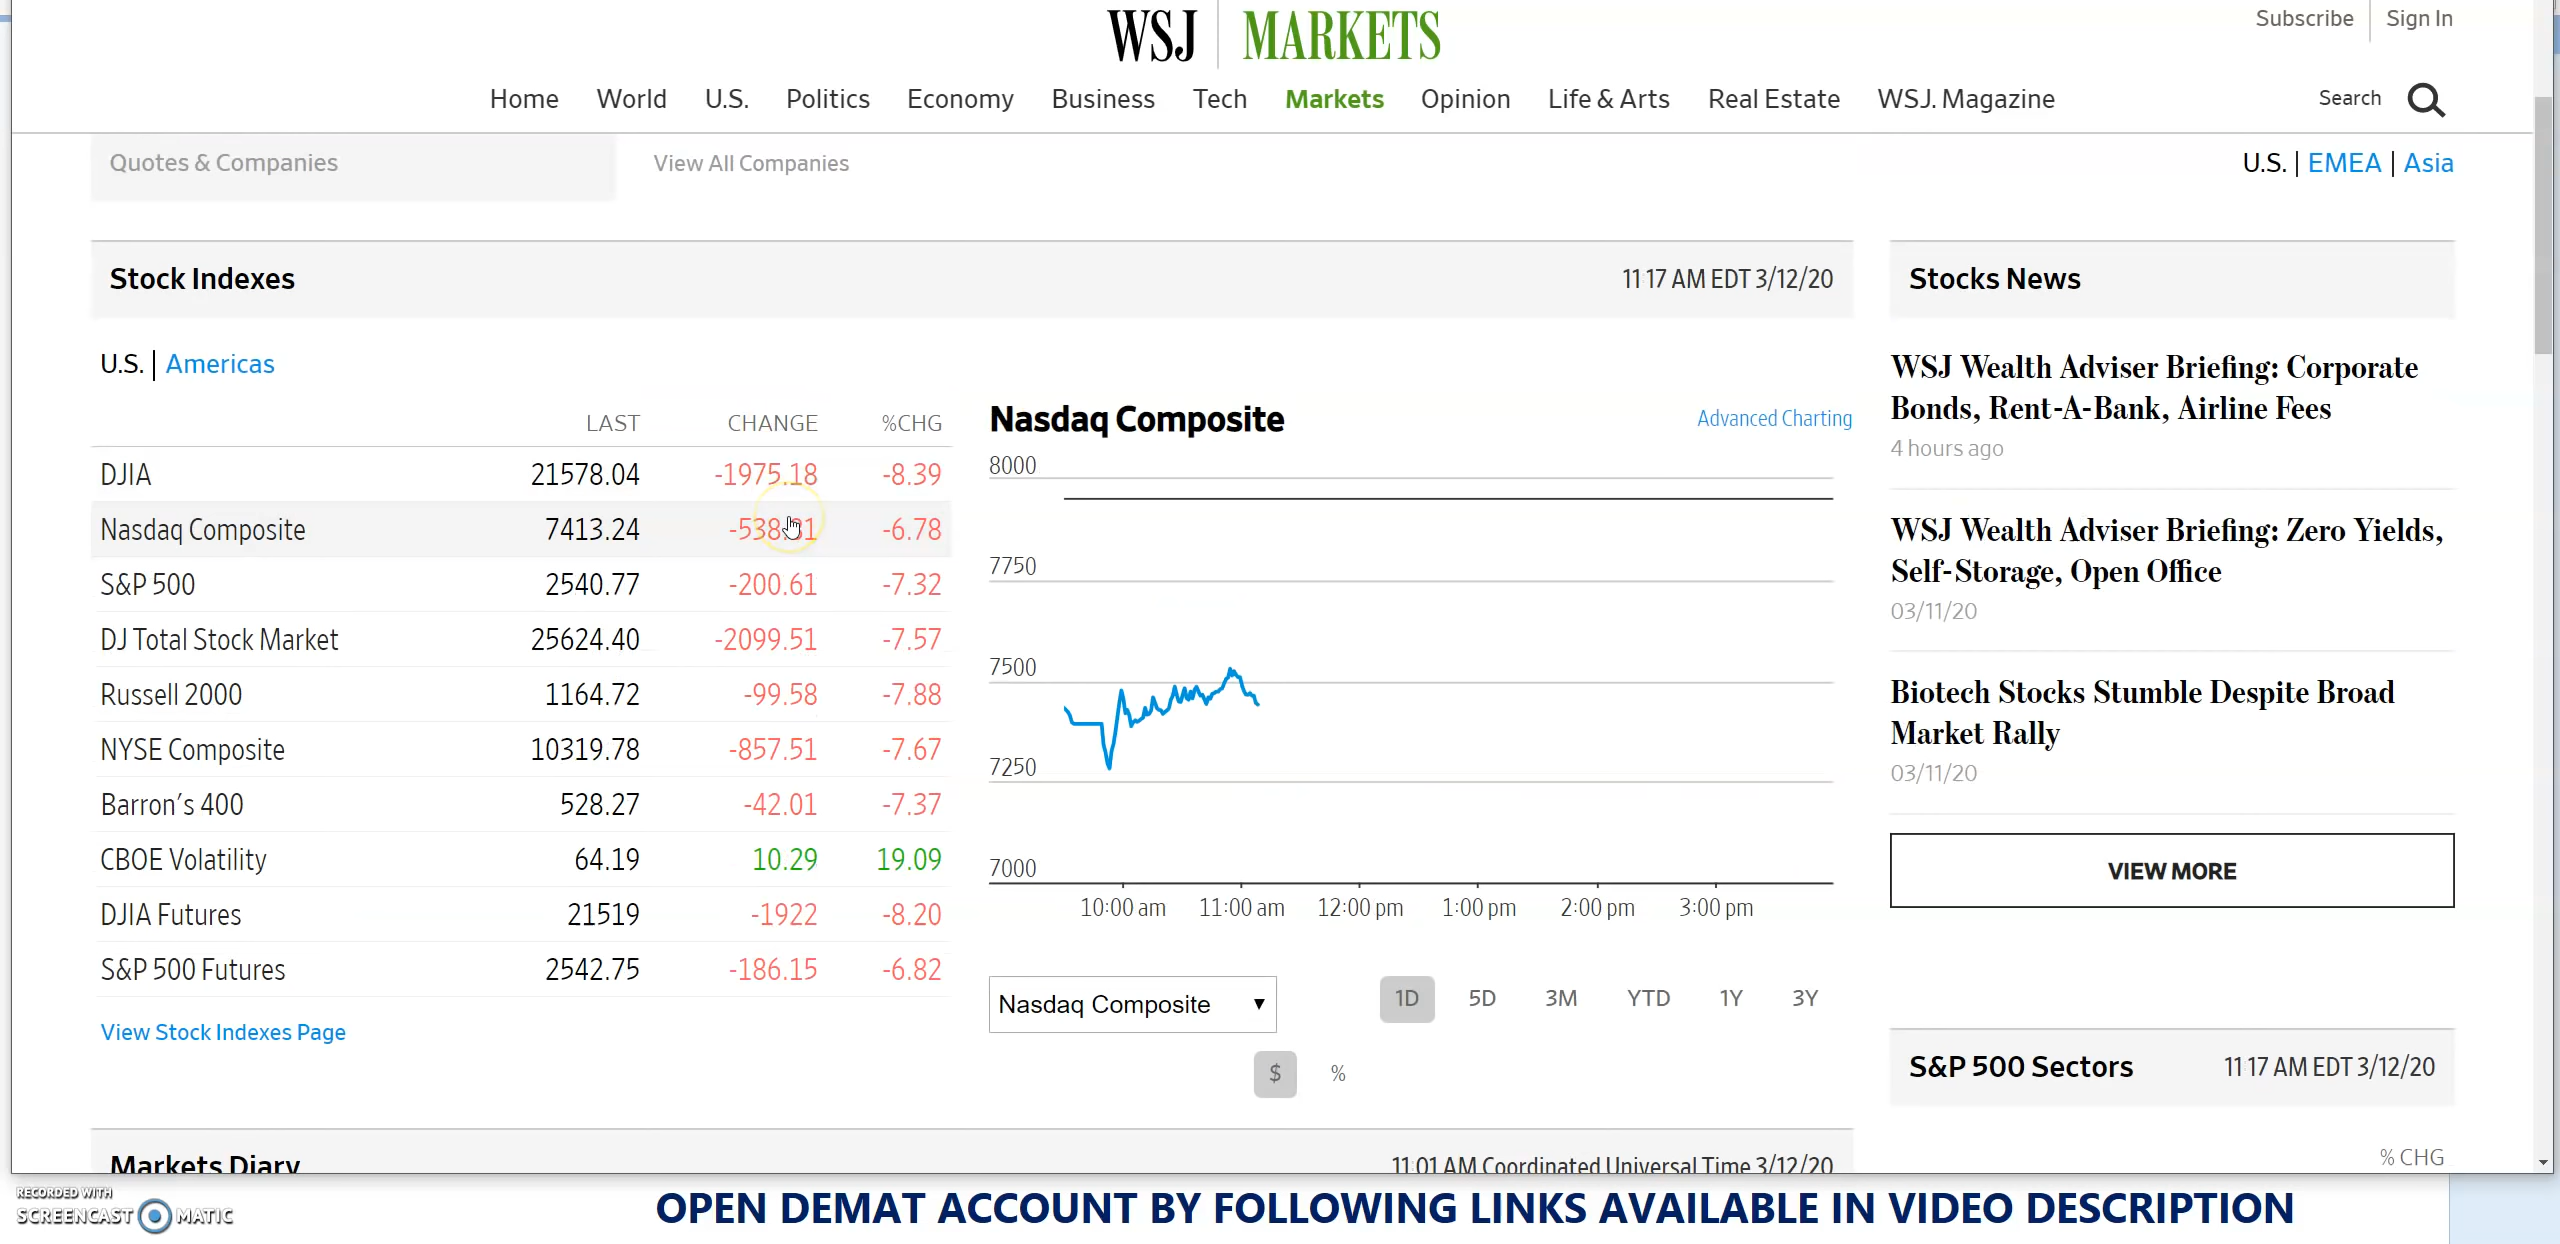 WSJ MARKETS
Subscribe Sign In
Home World U.S. Politics Economy Business Tech Markets Opinion Life & Arts Real Estate WSJ. Magazine Search
Quotes & Companies View All Companies U.S. | EMEA | Asia
Stock Indexes 11:17 AM EDT 3/12/20
U.S. | Americas
LAST CHANGE %CHG
DJIA 21578.04 -1975.18 -8.39
Nasdaq Composite 7413.24 -6.78
S&P 500 2540.77 -200.61 -7.32
DJ Total Stock Market 25624.40 -2099.51 -7.57
Russell 2000 1164.72 -99.58 -7.88
NYSE Composite 10319.78 -857.51 -7.67
Barron's 400 528.27 -42.01 -7.37
CBOE Volatility 64.19 10.29 19.09
DJIA Futures 21519 -1922 -8.20
S&P 500 Futures 2542.75 -186.15 -6.82
View Stock Indexes Page
Nasdaq Composite Advanced Charting
8000
7750
7500
7250
7000
10:00 am 11:00 am 12:00 pm 1:00 pm 2:00 pm 3:00 pm
Nasdaq Composite ▼ 1D 5D 3M YTD 1Y 3Y
$ %
Stocks News
WSJ Wealth Adviser Briefing: Corporate
Bonds, Rent-A-Bank, Airline Fees
4 hours ago
WSJ Wealth Adviser Briefing: Zero Yields,
Self-Storage, Open Office
03/11/20
Biotech Stocks Stumble Despite Broad
Market Rally
03/11/20
VIEW MORE
S&P 500 Sectors 11:17 AM EDT 3/12/20
% CHG
Markets Diary 11:01 AM Coordinated Universal Time 3/12/20
RECORDED WITH
SCREENCAST MATIC
OPEN DEMAT ACCOUNT BY FOLLOWING LINKS AVAILABLE IN VIDEO DESCRIPTION